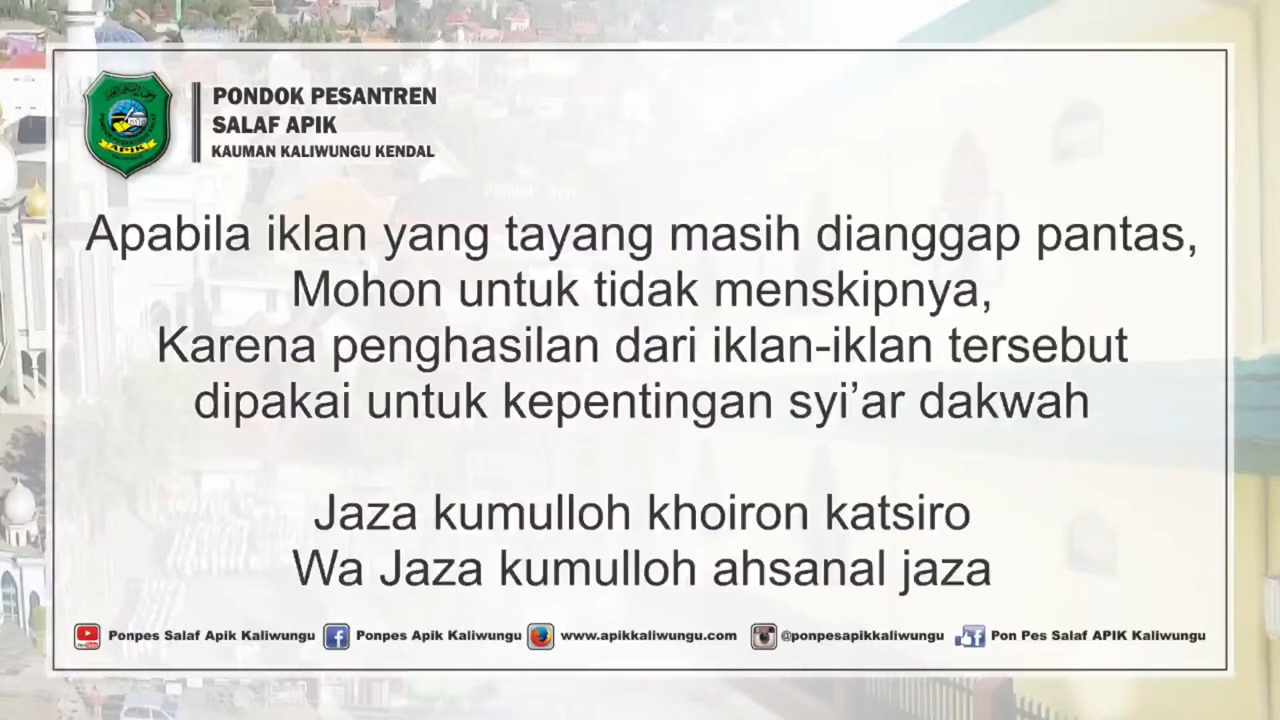 PONDOK PESANTREN
SALAF APIK
KAUMAN KALIWUNGU KENDAL
APIK
Apabila iklan yang tayang masih dianggap pantas,
Mohon untuk tidak menskipnya,
Karena penghasilan dari iklan-iklan tersebut
dipakai untuk kepentingan syi’ar dakwah
Jaza kumulloh khoiron katsiro
Wa Jaza kumulloh ahsanal jaza
Ponpes Salaf Apik Kaliwungu
Ponpes Apik Kaliwungu
www.apikkaliwungu.com
@ponpesapikkaliwungu
Pon Pes Salaf APIK Kaliwungu